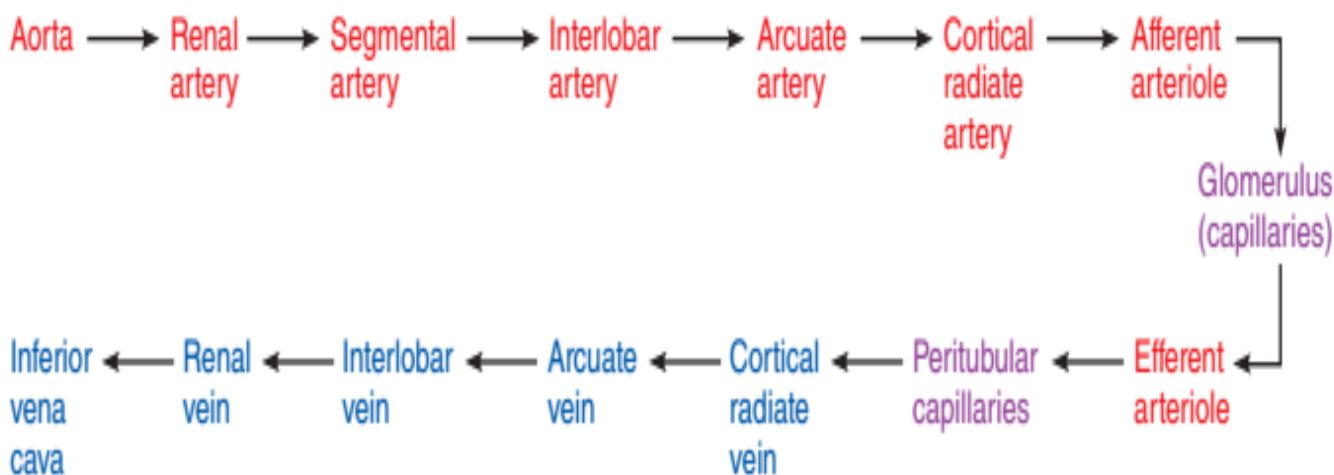 Aorta Renal Segmental Interlobar Arcuate Cortical Afferent
artery artery artery artery radiate arteriole
artery
Glomerulus
(capillaries)
Inferior Renal Interlobar Arcuate Cortical Peritubular Efferent
vena vein vein vein radiate capillaries arteriole
cava vein